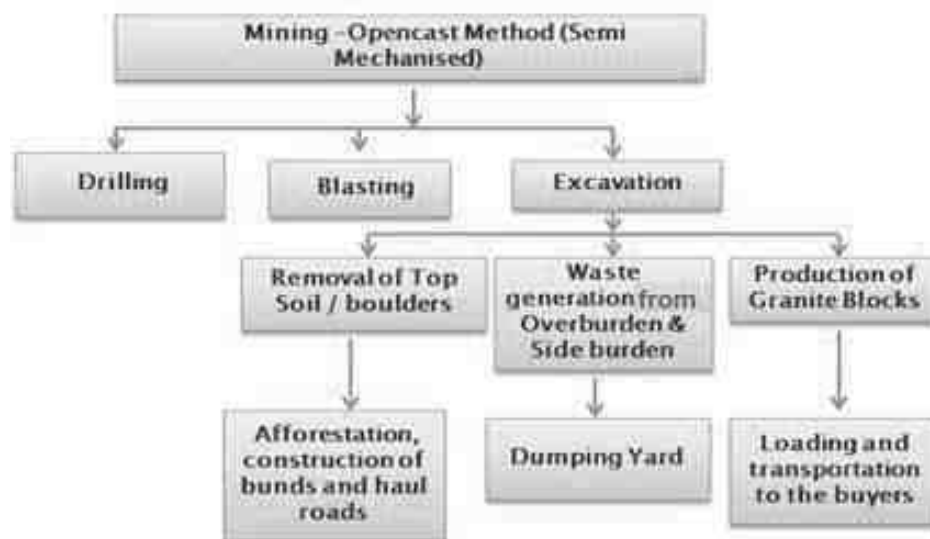 Mining -Opencast Method (Semi
Mechanised)
Drilling
Blasting
Excavation
Removal of Top
Soil / boulders
Waste
generation from
Overburden &
Side burden
Production of
Granite Blocks
Afforestation,
construction of
bunds and haul
roads
Dumping Yard
Loading and
transportation
to the buyers